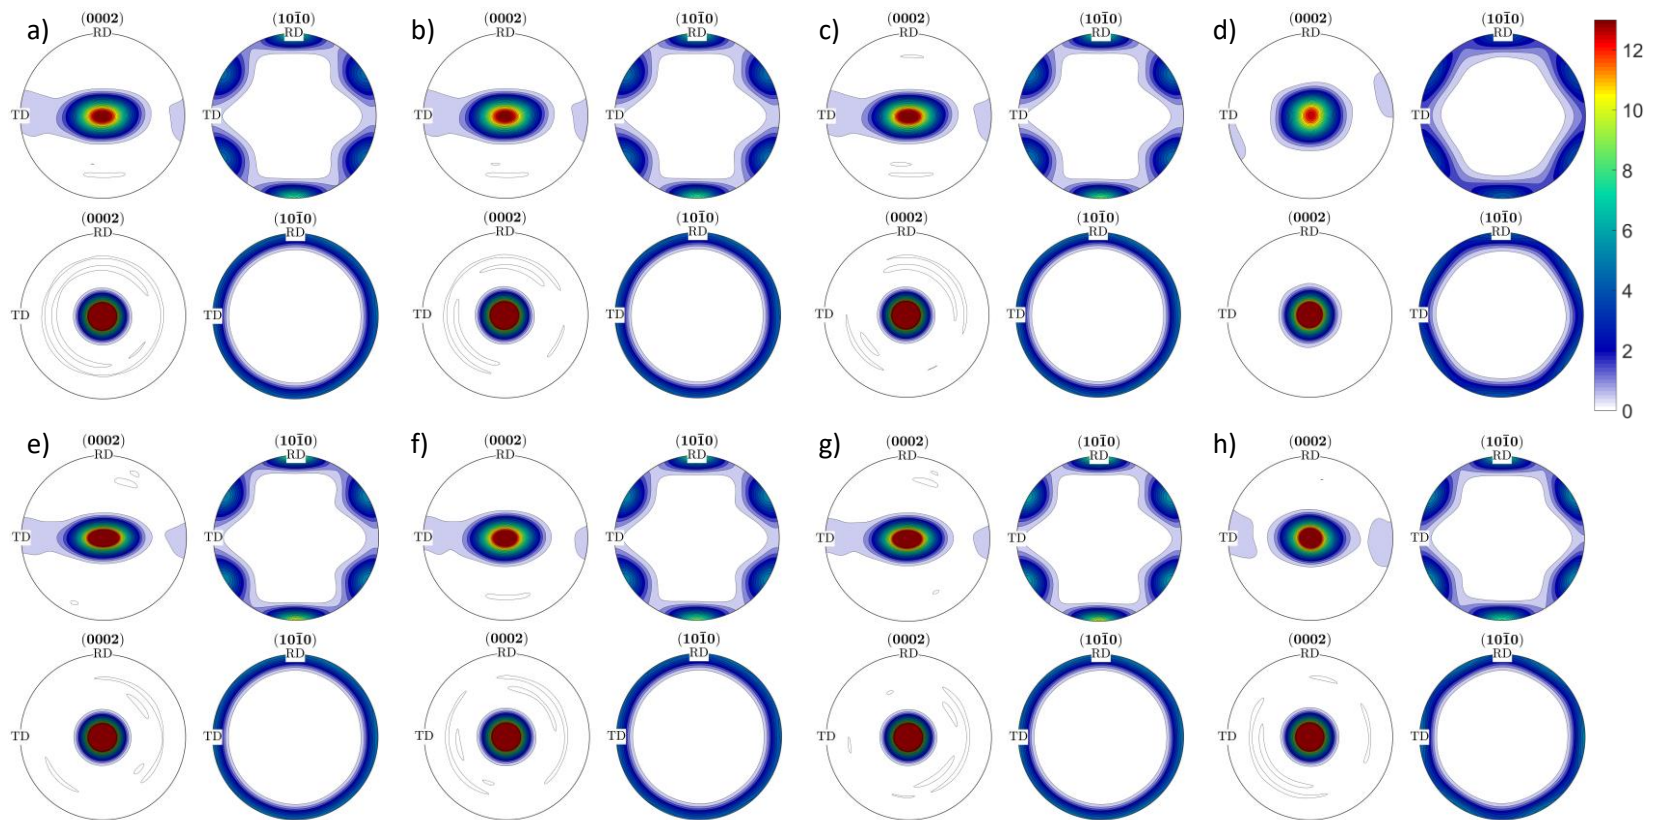 a) (0002) (101̅0) b) (0002) (101̅0) c) (0002) (101̅0) d) (0002) (101̅0)
RD RD RD RD RD RD RD RD
TD TD TD TD TD TD TD TD
(0002) (101̅0) (0002) (101̅0) (0002) (101̅0) (0002) (101̅0)
RD RD RD RD RD RD RD RD
TD TD TD TD TD TD TD TD
12
10
8
6
4
2
0
e) (0002) (101̅0) f) (0002) (101̅0) g) (0002) (101̅0) h) (0002) (101̅0)
RD RD RD RD RD RD RD RD
TD TD TD TD TD TD TD TD
(0002) (101̅0) (0002) (101̅0) (0002) (101̅0) (0002) (101̅0)
RD RD RD RD RD RD RD RD
TD TD TD TD TD TD TD TD